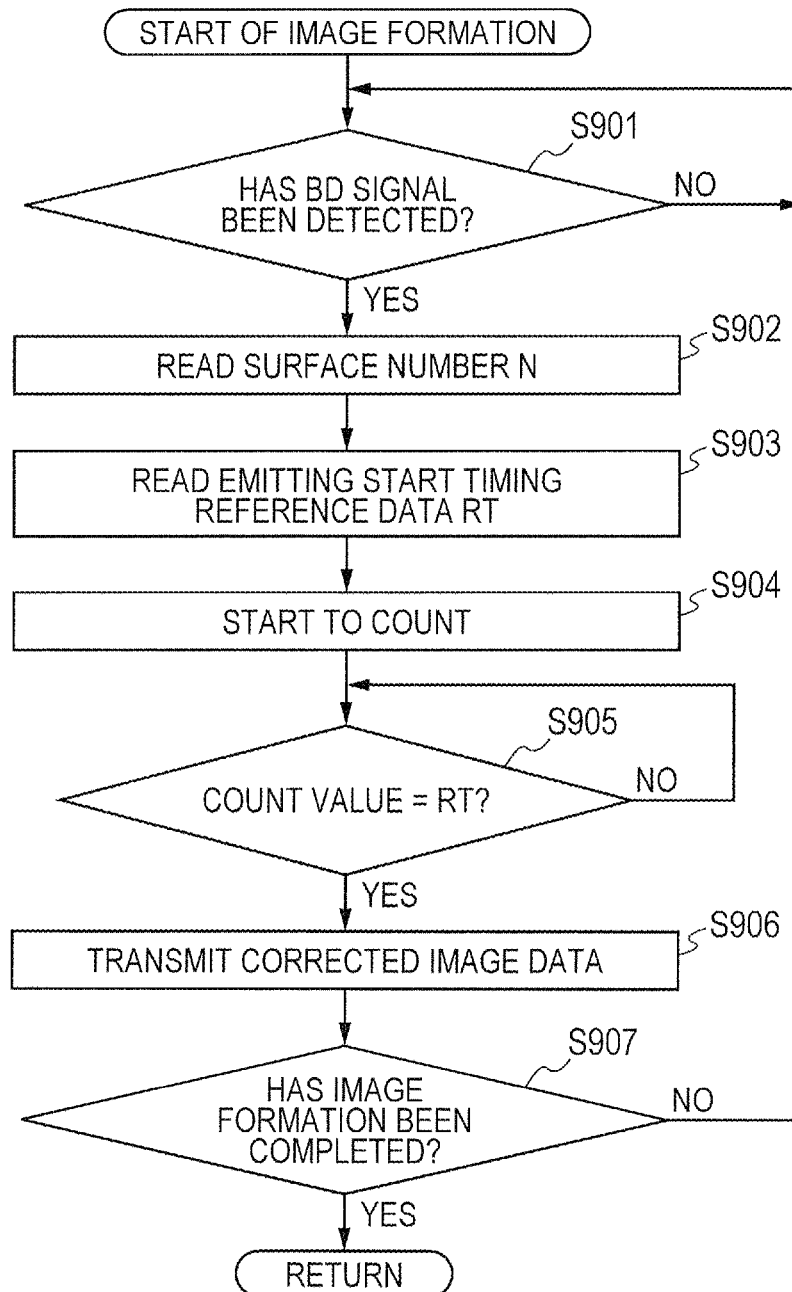 START OF IMAGE FORMATION
S901
HAS BD SIGNAL
BEEN DETECTED?
NO
YES
S902
READ SURFACE NUMBER N
S903
READ EMITTING START TIMING
REFERENCE DATA RT
S904
START TO COUNT
S905
COUNT VALUE = RT?
NO
YES
S906
TRANSMIT CORRECTED IMAGE DATA
S907
HAS IMAGE
FORMATION BEEN
COMPLETED?
NO
YES
RETURN